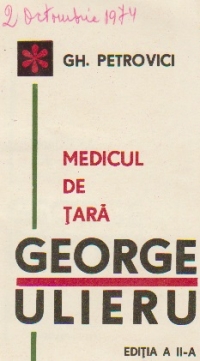 2 Octombrie 1974
GH. PETROVICI
MEDICUL
DE
ŢARĂ
GEORGE
ULIERU
EDIŢIA A II-A